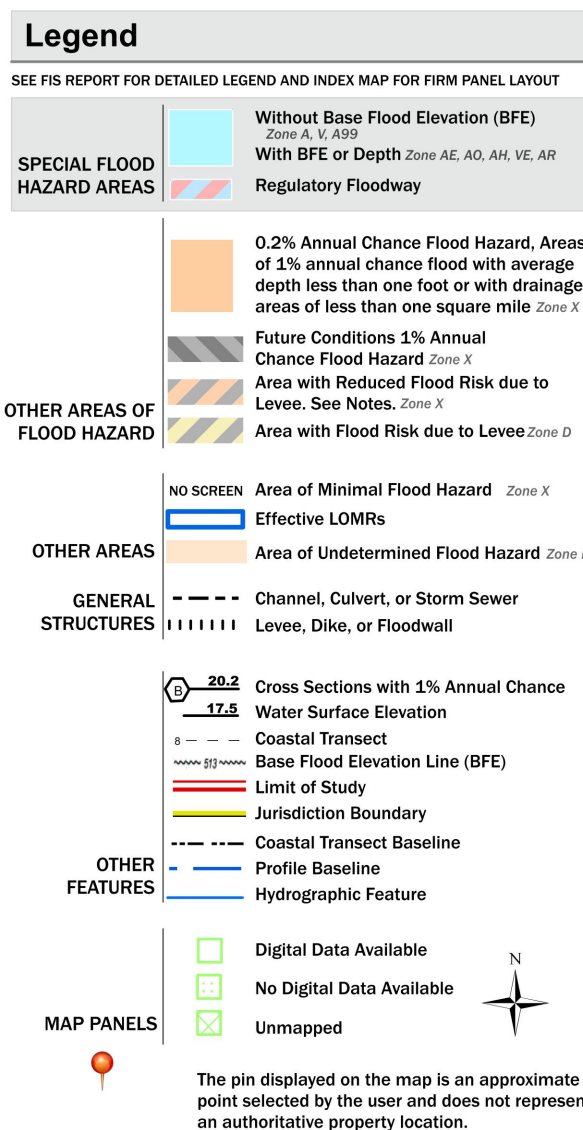 Legend
SEE FIS REPORT FOR DETAILED LEGEND AND INDEX MAP FOR FIRM PANEL LAYOUT
SPECIAL FLOOD
HAZARD AREAS
Without Base Flood Elevation (BFE)
Zone A, V, A99
With BFE or Depth Zone AE, AO, AH, VE, AR
Regulatory Floodway
OTHER AREAS OF
FLOOD HAZARD
0.2% Annual Chance Flood Hazard, Areas
of 1% annual chance flood with average
depth less than one foot or with drainage
areas of less than one square mile Zone X
Future Conditions 1% Annual
Chance Flood Hazard Zone X
Area with Reduced Flood Risk due to
Levee. See Notes. Zone X
Area with Flood Risk due to Levee Zone D
OTHER AREAS
NO SCREEN Area of Minimal Flood Hazard Zone X
Effective LOMRs
Area of Undetermined Flood Hazard Zone
GENERAL
STRUCTURES
Channel, Culvert, or Storm Sewer
Levee, Dike, or Floodwall
OTHER
FEATURES
B 20.2 Cross Sections with 1% Annual Chance
17.5 Water Surface Elevation
8 Coastal Transect
513 Base Flood Elevation Line (BFE)
Limit of Study
Jurisdiction Boundary
Coastal Transect Baseline
Profile Baseline
Hydrographic Feature
MAP PANELS
Digital Data Available
No Digital Data Available
Unmapped
N
The pin displayed on the map is an approximate
point selected by the user and does not represen
an authoritative property location.